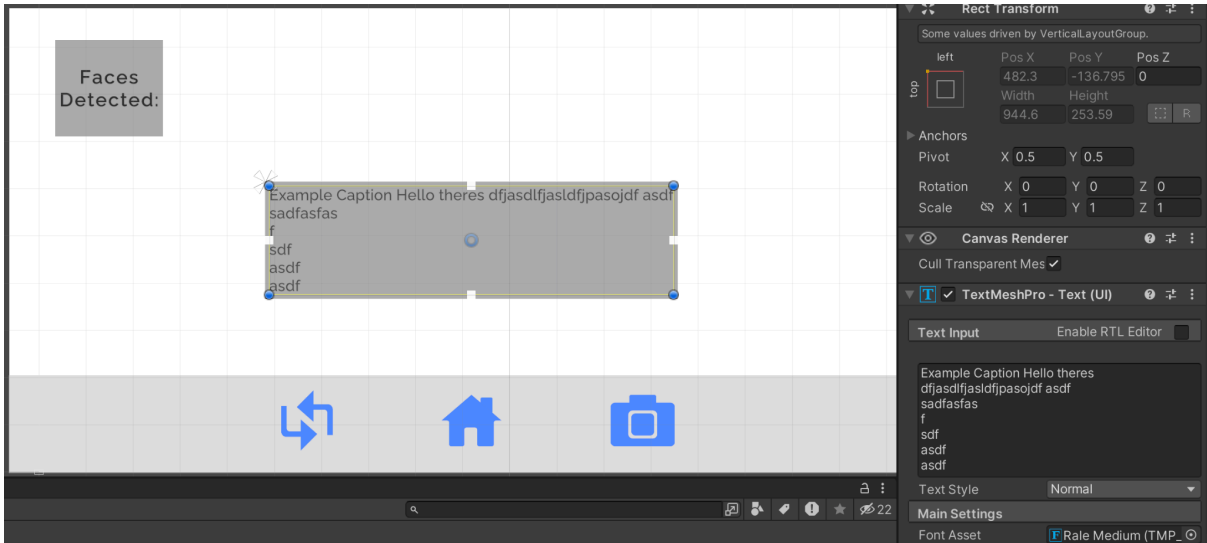 Faces
Detected:
Example Caption Hello theres dfjasdlfjasldfjpasojdf asdf
sadfasfas
f
sdf
asdf
asdf
22
Rect Transform
Some values driven by VerticalLayoutGroup.
left
Pos X
Pos Y
Pos Z
top
482.3
-136.795
0
Width
Height
944.6
253.59
R
Anchors
Pivot
X 0.5
Y 0.5
Rotation
X 0
Y 0
Z 0
Scale
X 1
Y 1
Z 1
Canvas Renderer
Cull Transparent Mes
TextMeshPro - Text (UI)
Text Input
Enable RTL Editor
Example Caption Hello theres
dfjasdlfjasldfjpasojdf asdf
sadfasfas
f
sdf
asdf
asdf
Text Style
Normal
Main Settings
Font Asset
F Rale Medium (TMP_